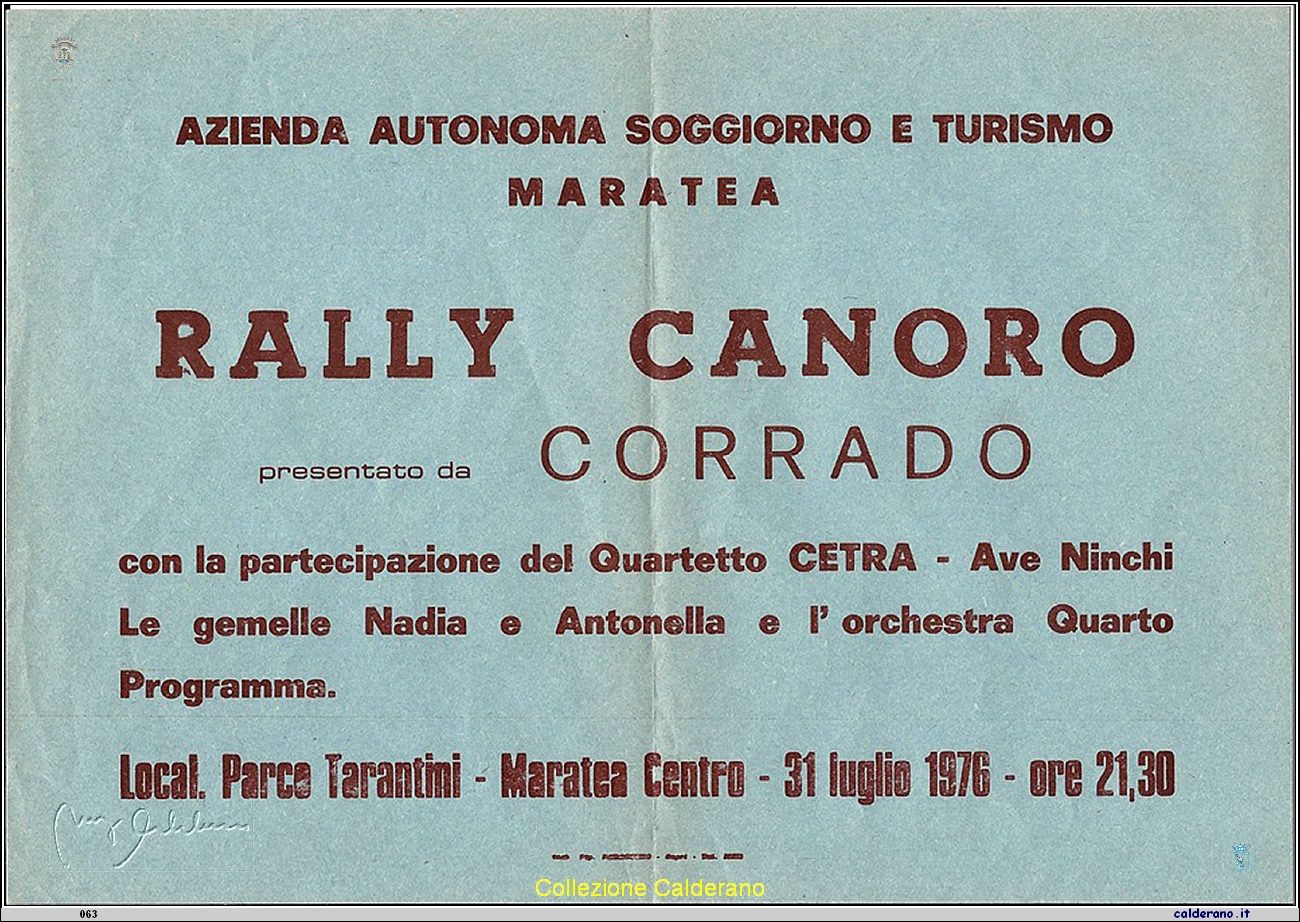 AZIENDA AUTONOMA SOGGIORNO E TURISMO
MARATEA
RALLY CANORO
presentato da CORRADO
con la partecipazione del Quartetto CETRA - Ave Ninchi
Le gemelle Nadia e Antonella e l' orchestra Quarto
Programma.
Local. Parco Tarantini - Maratea Centro - 31 luglio 1976 - ore 21,30
Collezione Calderano
063
calderano.it